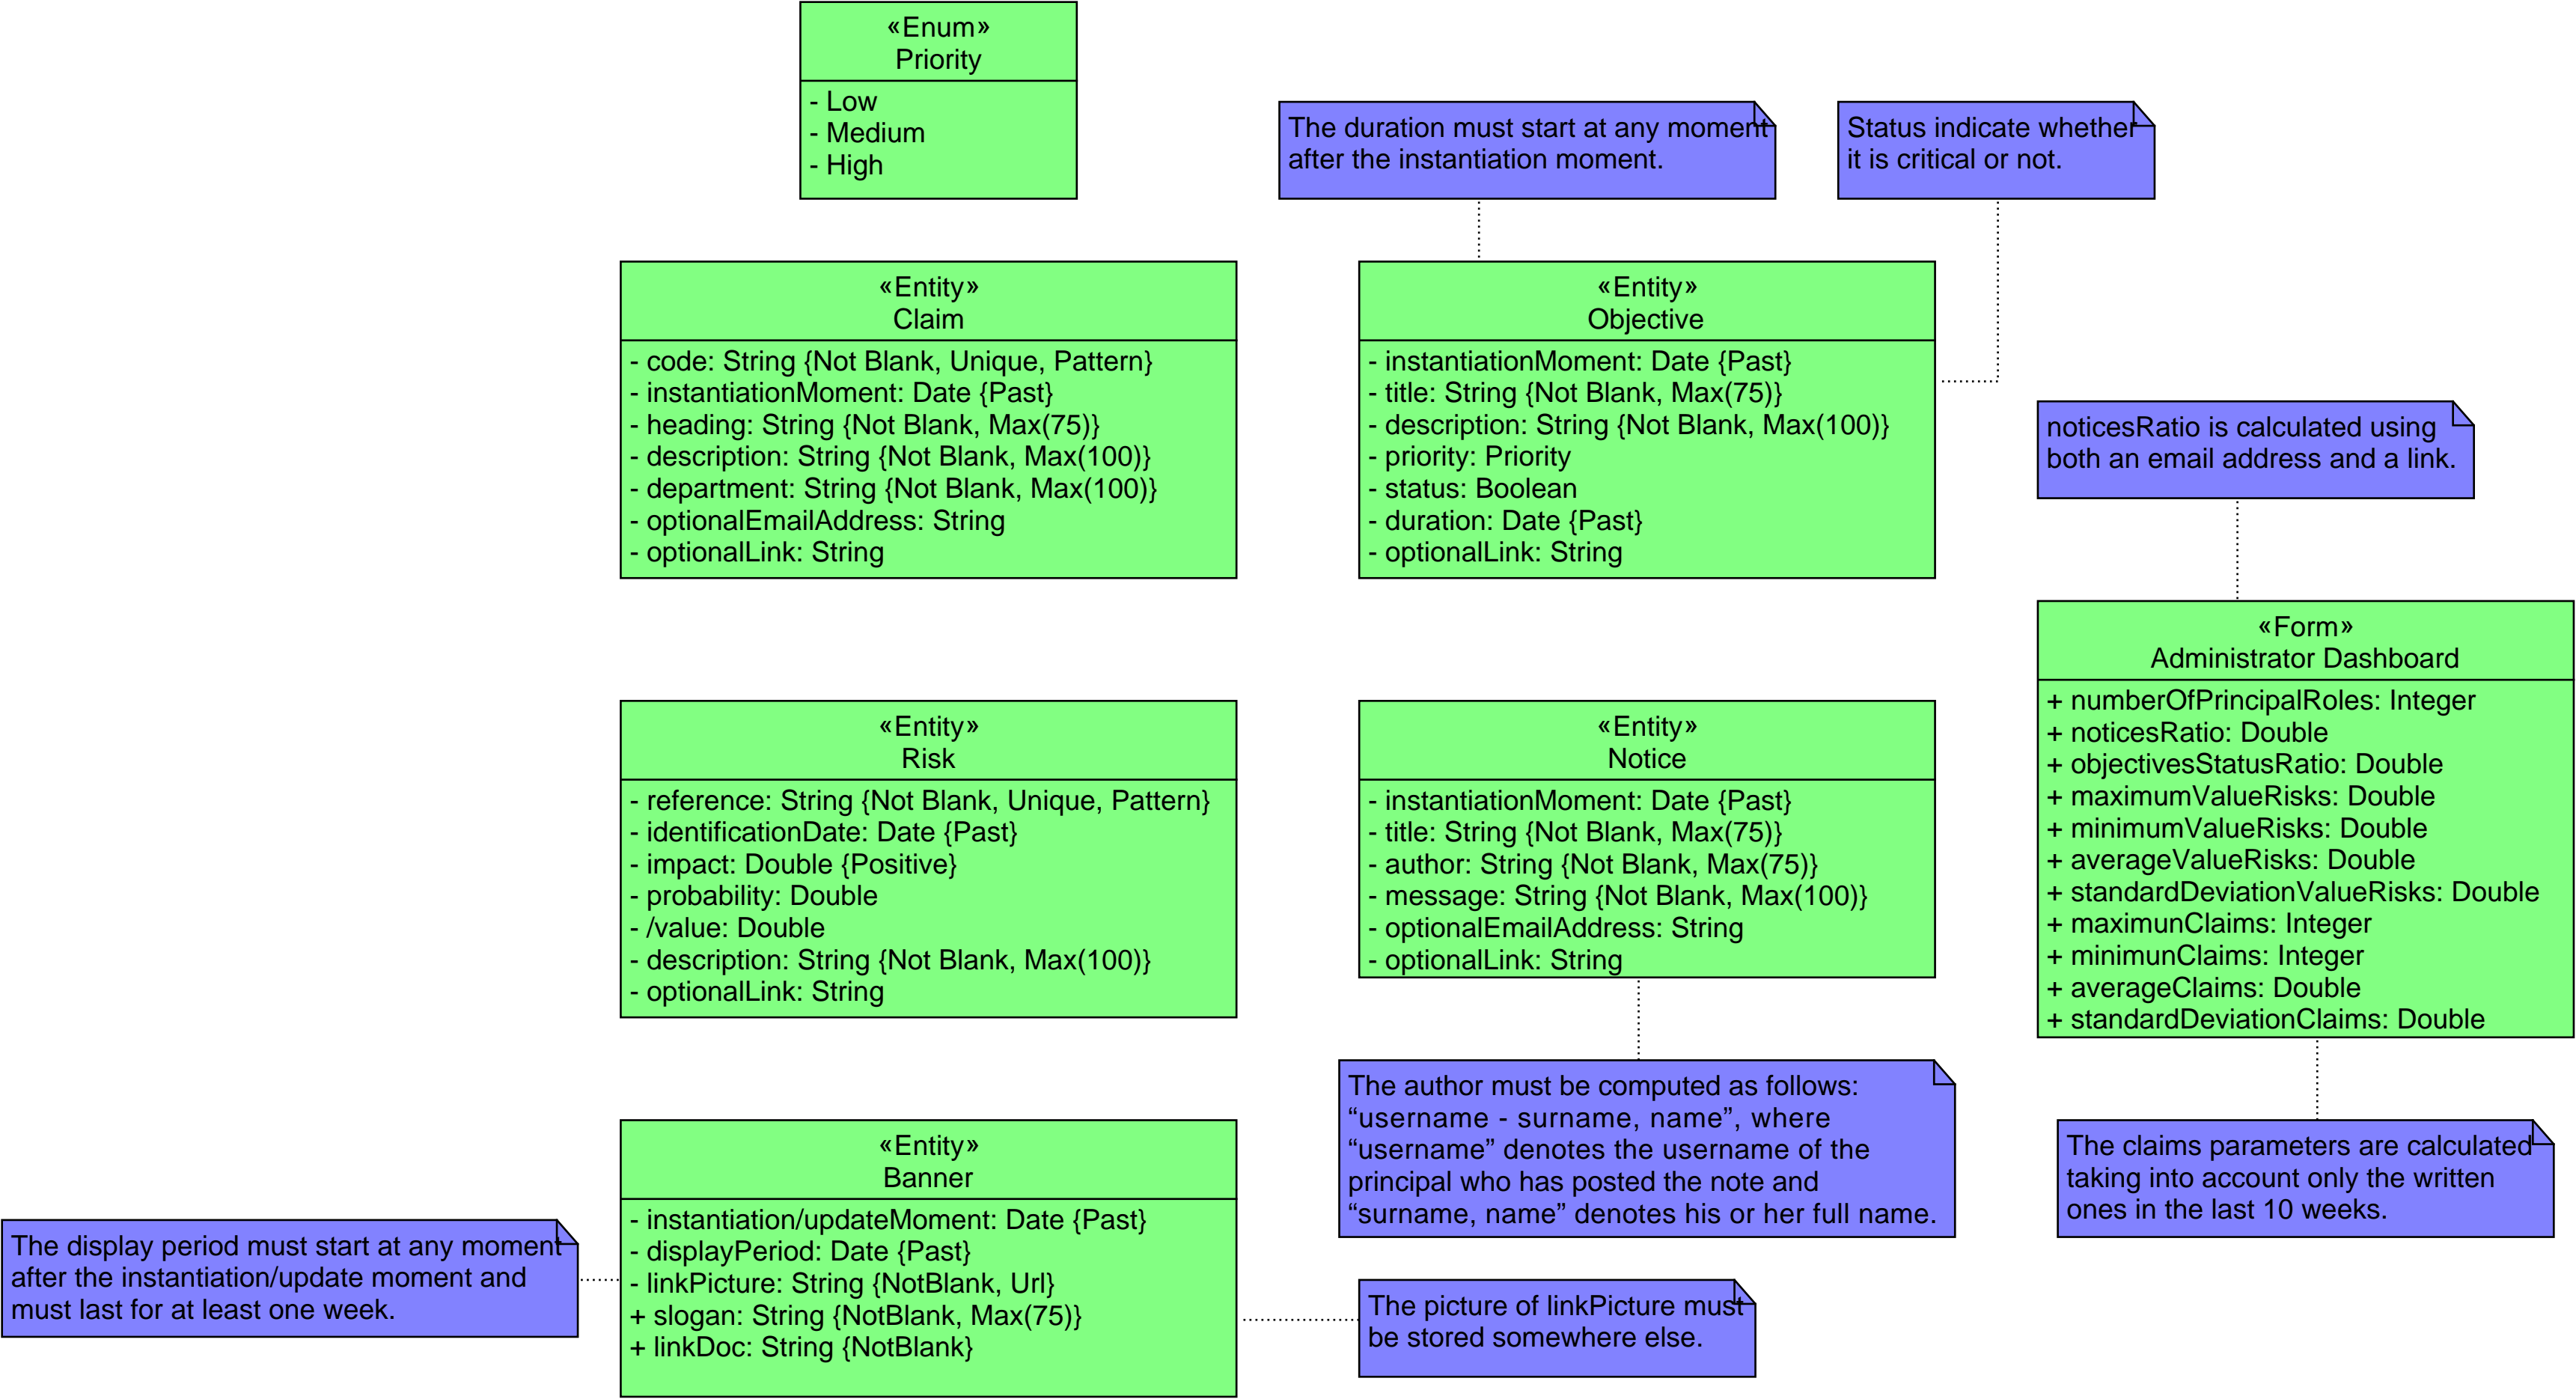 «Enum»
Priority
- Low
- Medium
- High
The duration must start at any moment
after the instantiation moment.
Status indicate whether
it is critical or not.
«Entity»
Claim
- code: String {Not Blank, Unique, Pattern}
- instantiationMoment: Date {Past}
- heading: String {Not Blank, Max(75)}
- description: String {Not Blank, Max(100)}
- department: String {Not Blank, Max(100)}
- optionalEmailAddress: String
- optionalLink: String
«Entity»
Objective
- instantiationMoment: Date {Past}
- title: String {Not Blank, Max(75)}
- description: String {Not Blank, Max(100)}
- priority: Priority
- status: Boolean
- duration: Date {Past}
- optionalLink: String
noticesRatio is calculated using
both an email address and a link.
«Form»
Administrator Dashboard
+ numberOfPrincipalRoles: Integer
+ noticesRatio: Double
+ objectivesStatusRatio: Double
+ maximumValueRisks: Double
+ minimumValueRisks: Double
+ averageValueRisks: Double
+ standardDeviationValueRisks: Double
+ maximunClaims: Integer
+ minimunClaims: Integer
+ averageClaims: Double
+ standardDeviationClaims: Double
«Entity»
Risk
- reference: String {Not Blank, Unique, Pattern}
- identificationDate: Date {Past}
- impact: Double {Positive}
- probability: Double
- /value: Double
- description: String {Not Blank, Max(100)}
- optionalLink: String
«Entity»
Notice
- instantiationMoment: Date {Past}
- title: String {Not Blank, Max(75)}
- author: String {Not Blank, Max(75)}
- message: String {Not Blank, Max(100)}
- optionalEmailAddress: String
- optionalLink: String
The author must be computed as follows:
“username - surname, name”, where
“username” denotes the username of the
principal who has posted the note and
“surname, name” denotes his or her full name.
The claims parameters are calculated
taking into account only the written
ones in the last 10 weeks.
«Entity»
Banner
- instantiation/updateMoment: Date {Past}
- displayPeriod: Date {Past}
- linkPicture: String {NotBlank, Url}
+ slogan: String {NotBlank, Max(75)}
+ linkDoc: String {NotBlank}
The display period must start at any moment
after the instantiation/update moment and
must last for at least one week.
The picture of linkPicture must
be stored somewhere else.